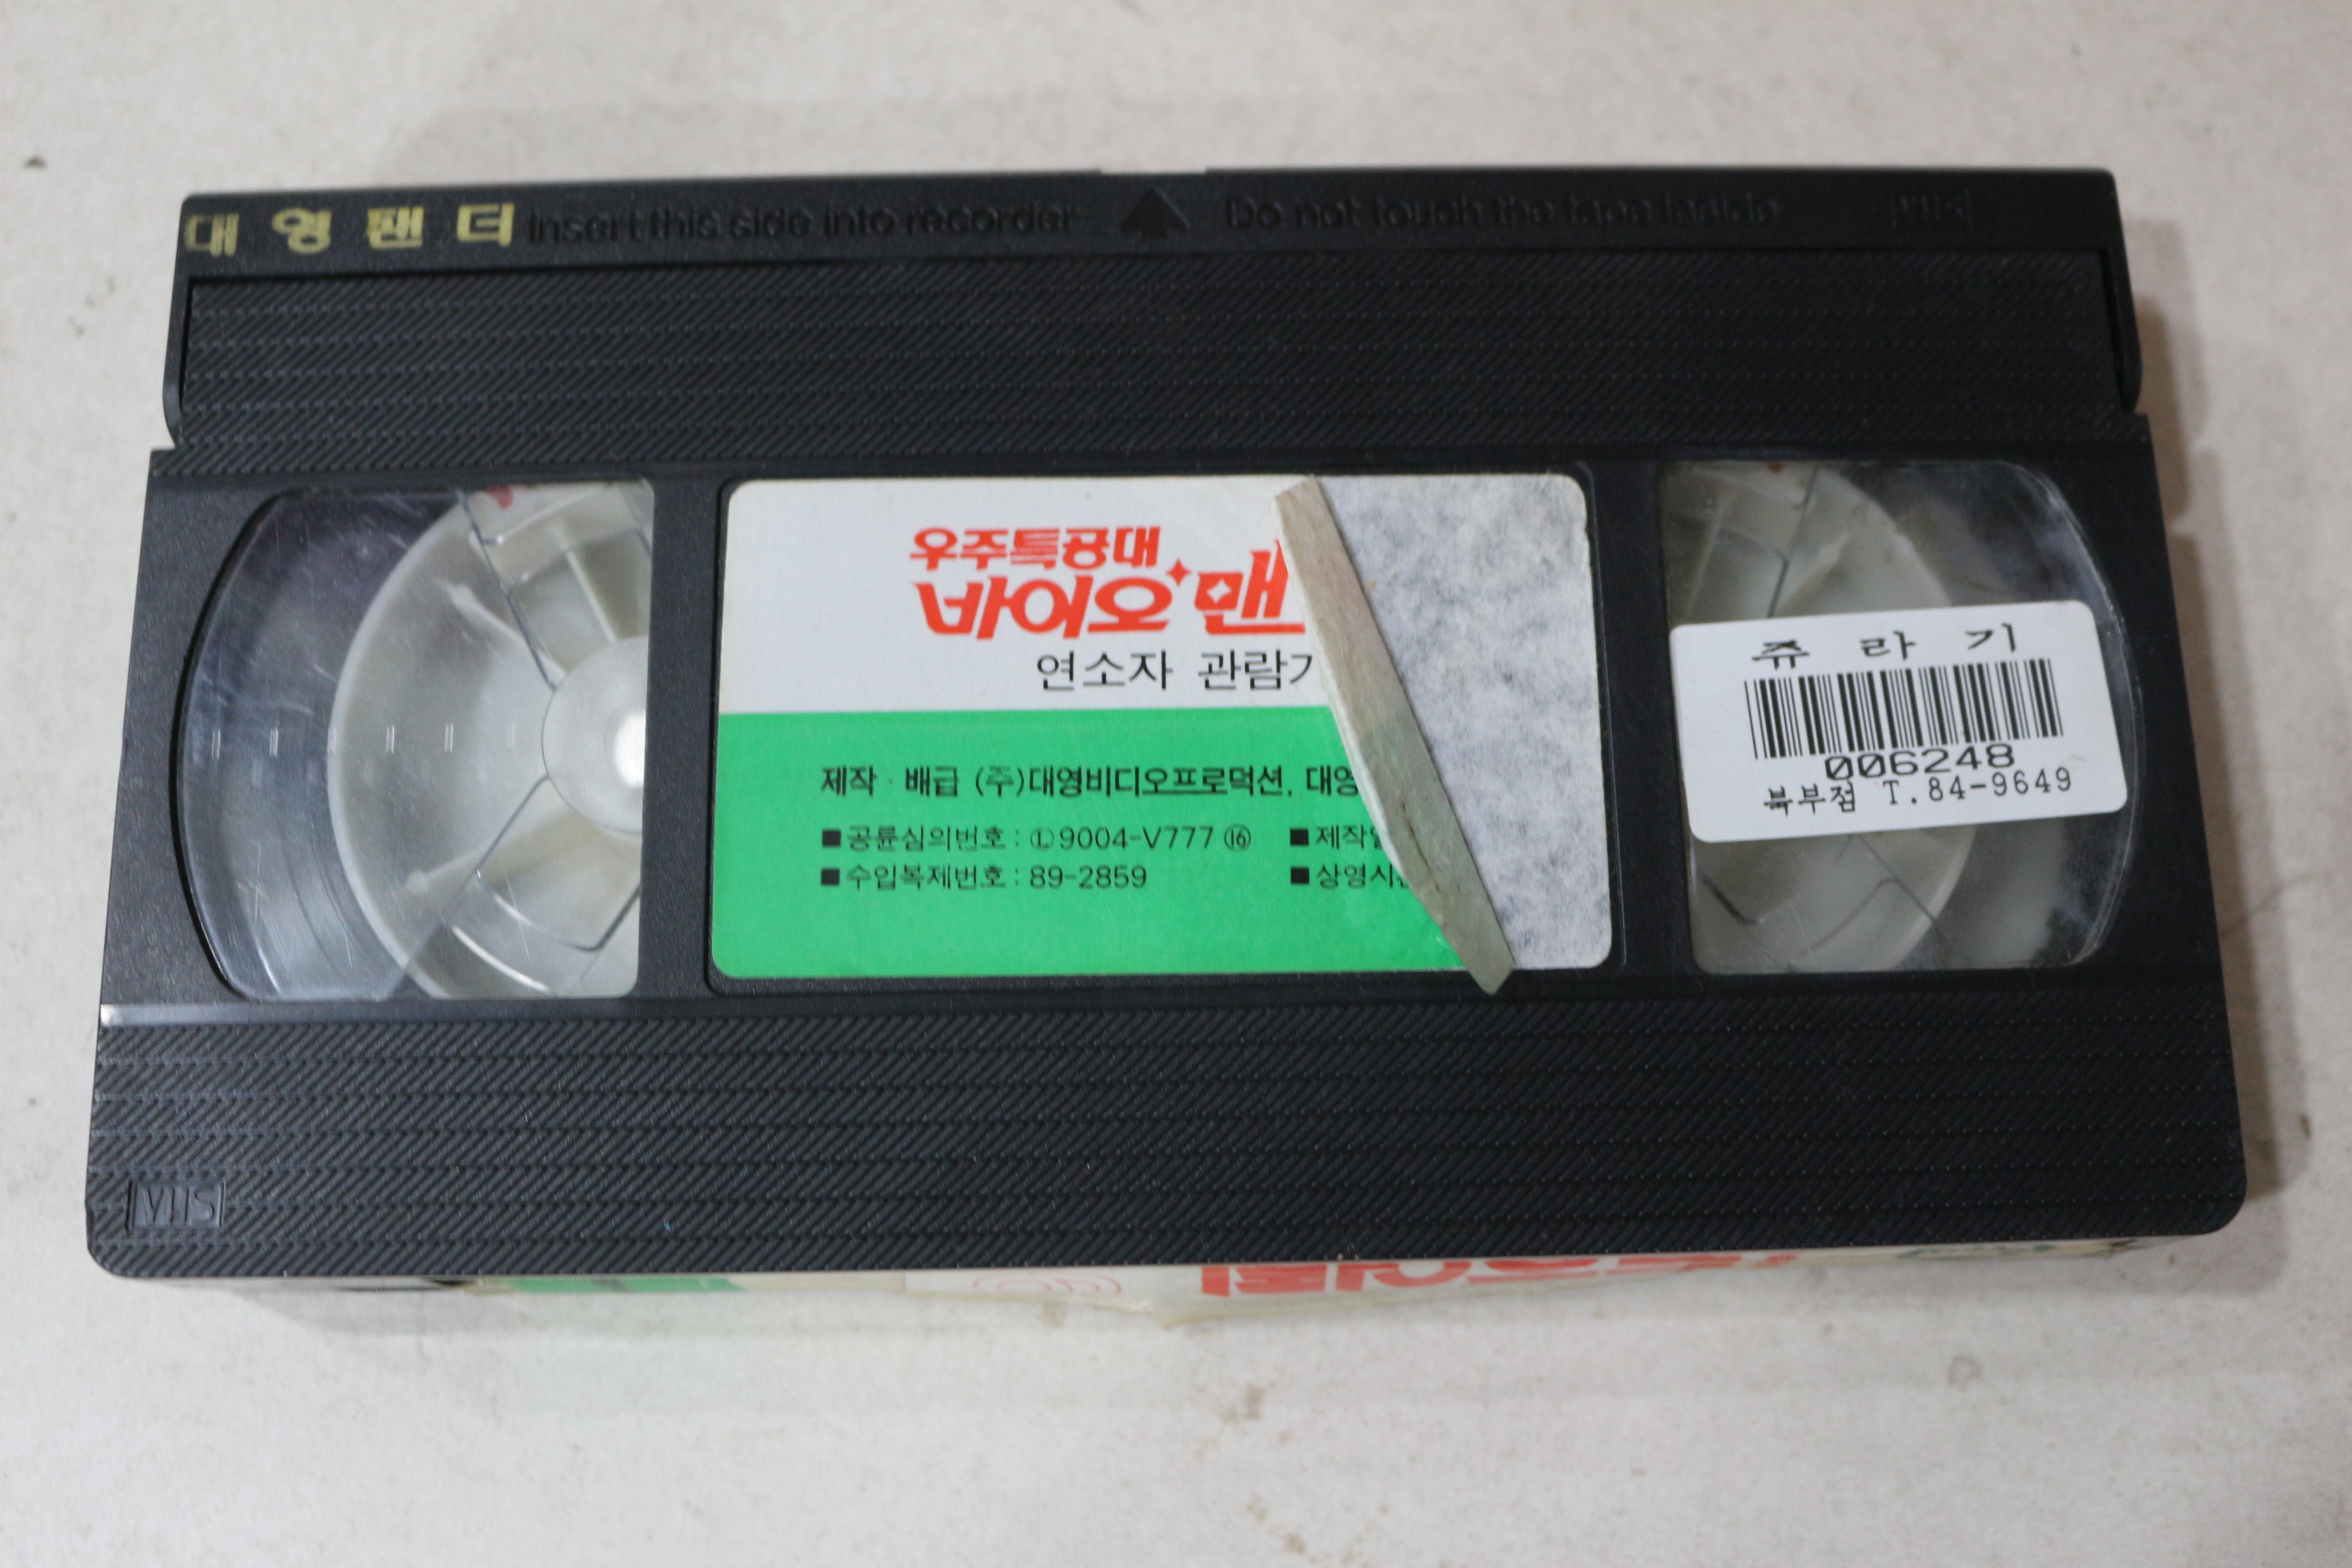 대영팬더 Insert this side into recorder Do not touch the tape inside
우주특공대
바이오맨
연소자 관람
제작·배급 (주)대영비디오프로덕션, 대영
■공륜심의번호 : Ⓛ9004-V777 ⑯ ■제작
■수입복제번호 : 89-2859 ■상영시
쥬라기
006248
북부점 T.84-9649
VHS